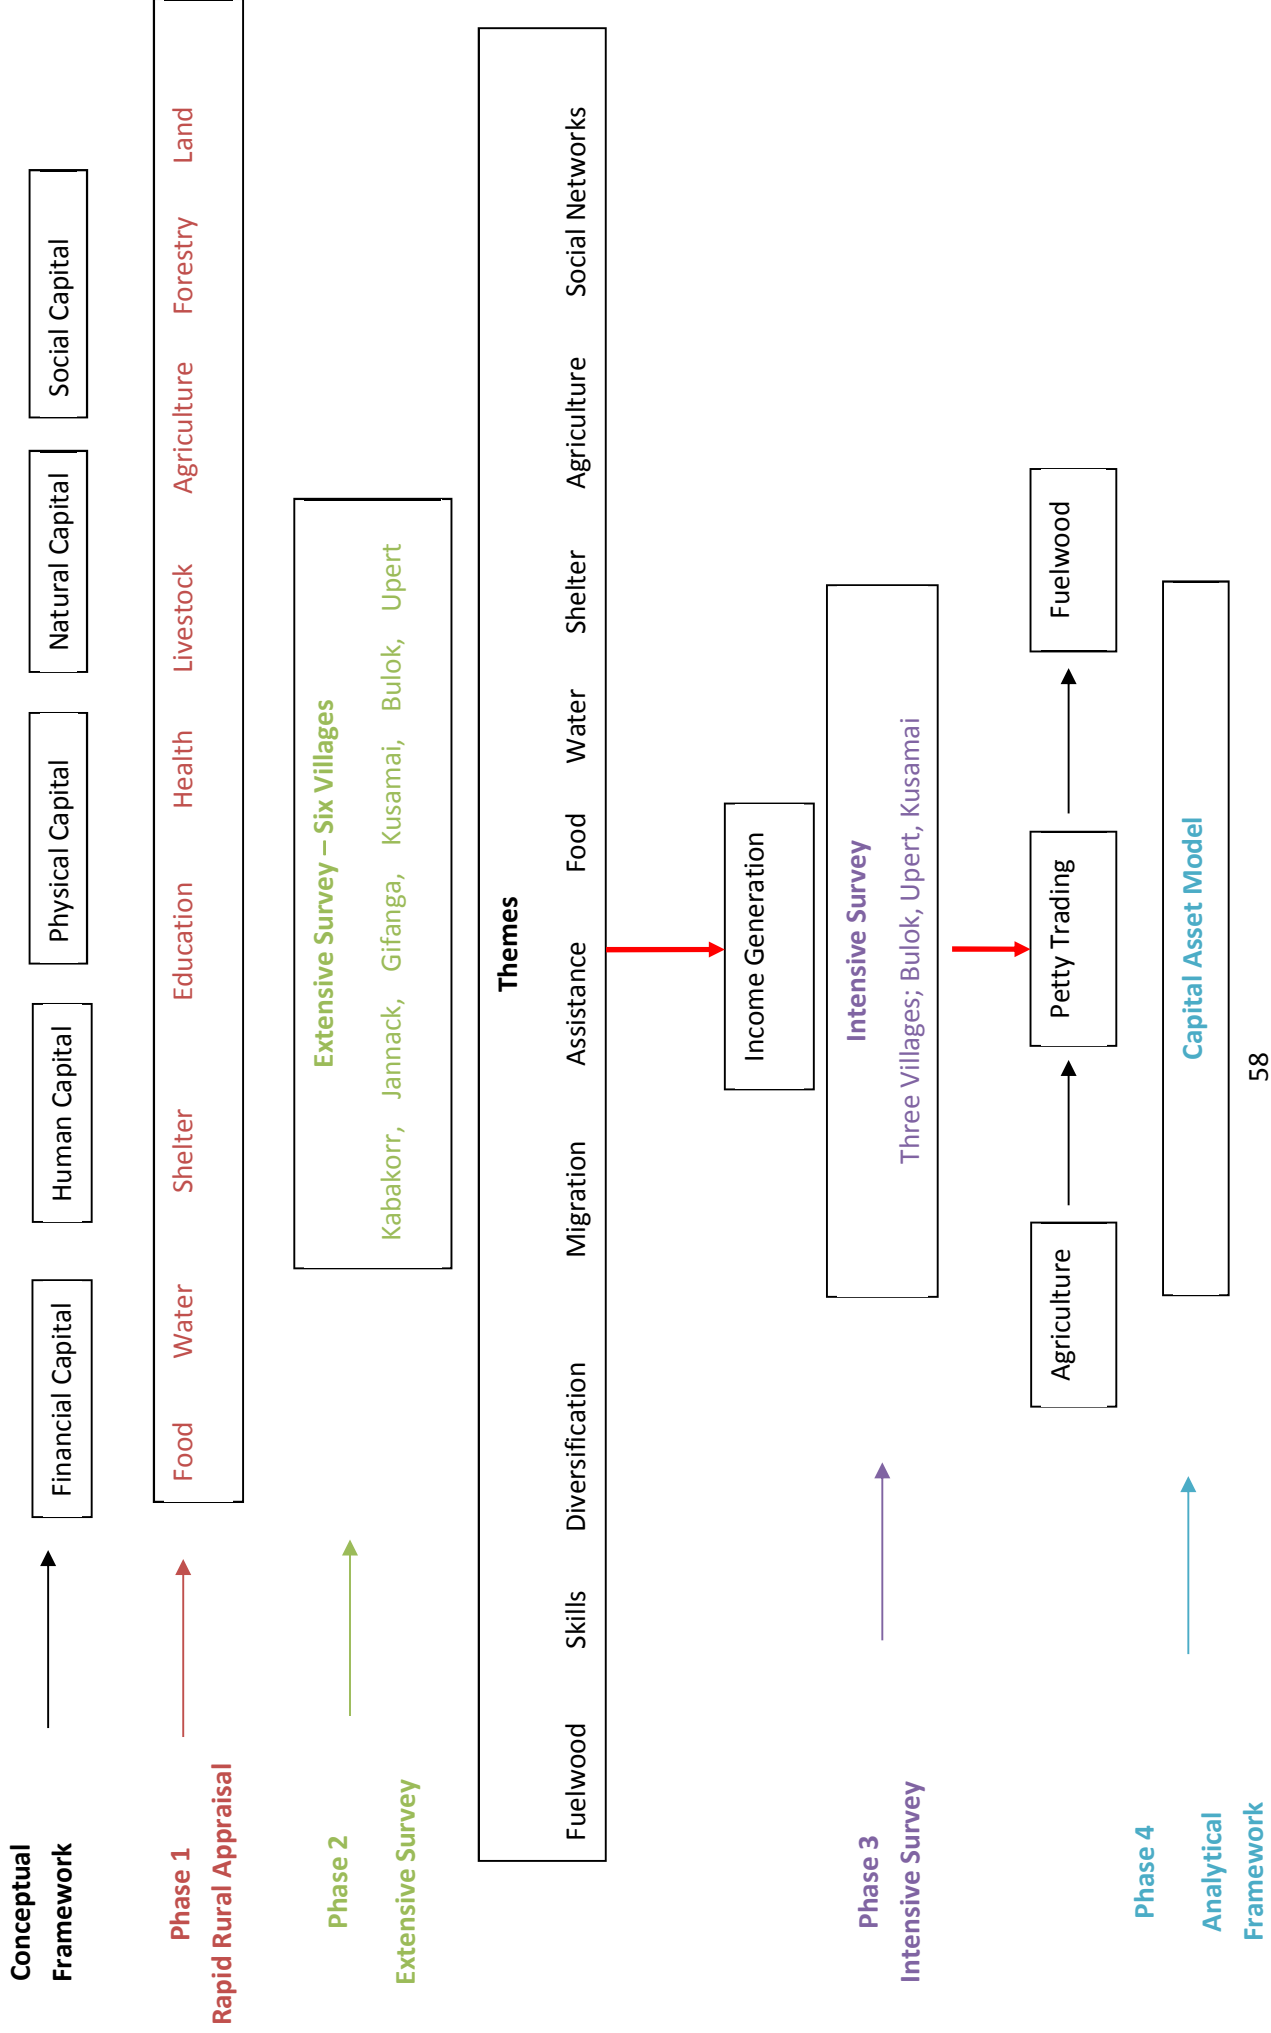 Conceptual
Framework
Financial Capital
Human Capital
Physical Capital
Natural Capital
Social Capital
Phase 1
Rapid Rural Appraisal
Food Water Shelter Education Health Livestock Agriculture Forestry Land
Phase 2
Extensive Survey
Extensive Survey – Six Villages
Kabakorr, Jannack, Gifanga, Kusamai, Bulok, Upert
Themes
Fuelwood Skills Diversification Migration Assistance Food Water Shelter Agriculture Social Networks
Income Generation
Phase 3
Intensive Survey
Intensive Survey
Three Villages; Bulok, Upert, Kusamai
Agriculture
Petty Trading
Fuelwood
Phase 4
Analytical
Framework
Capital Asset Model
58